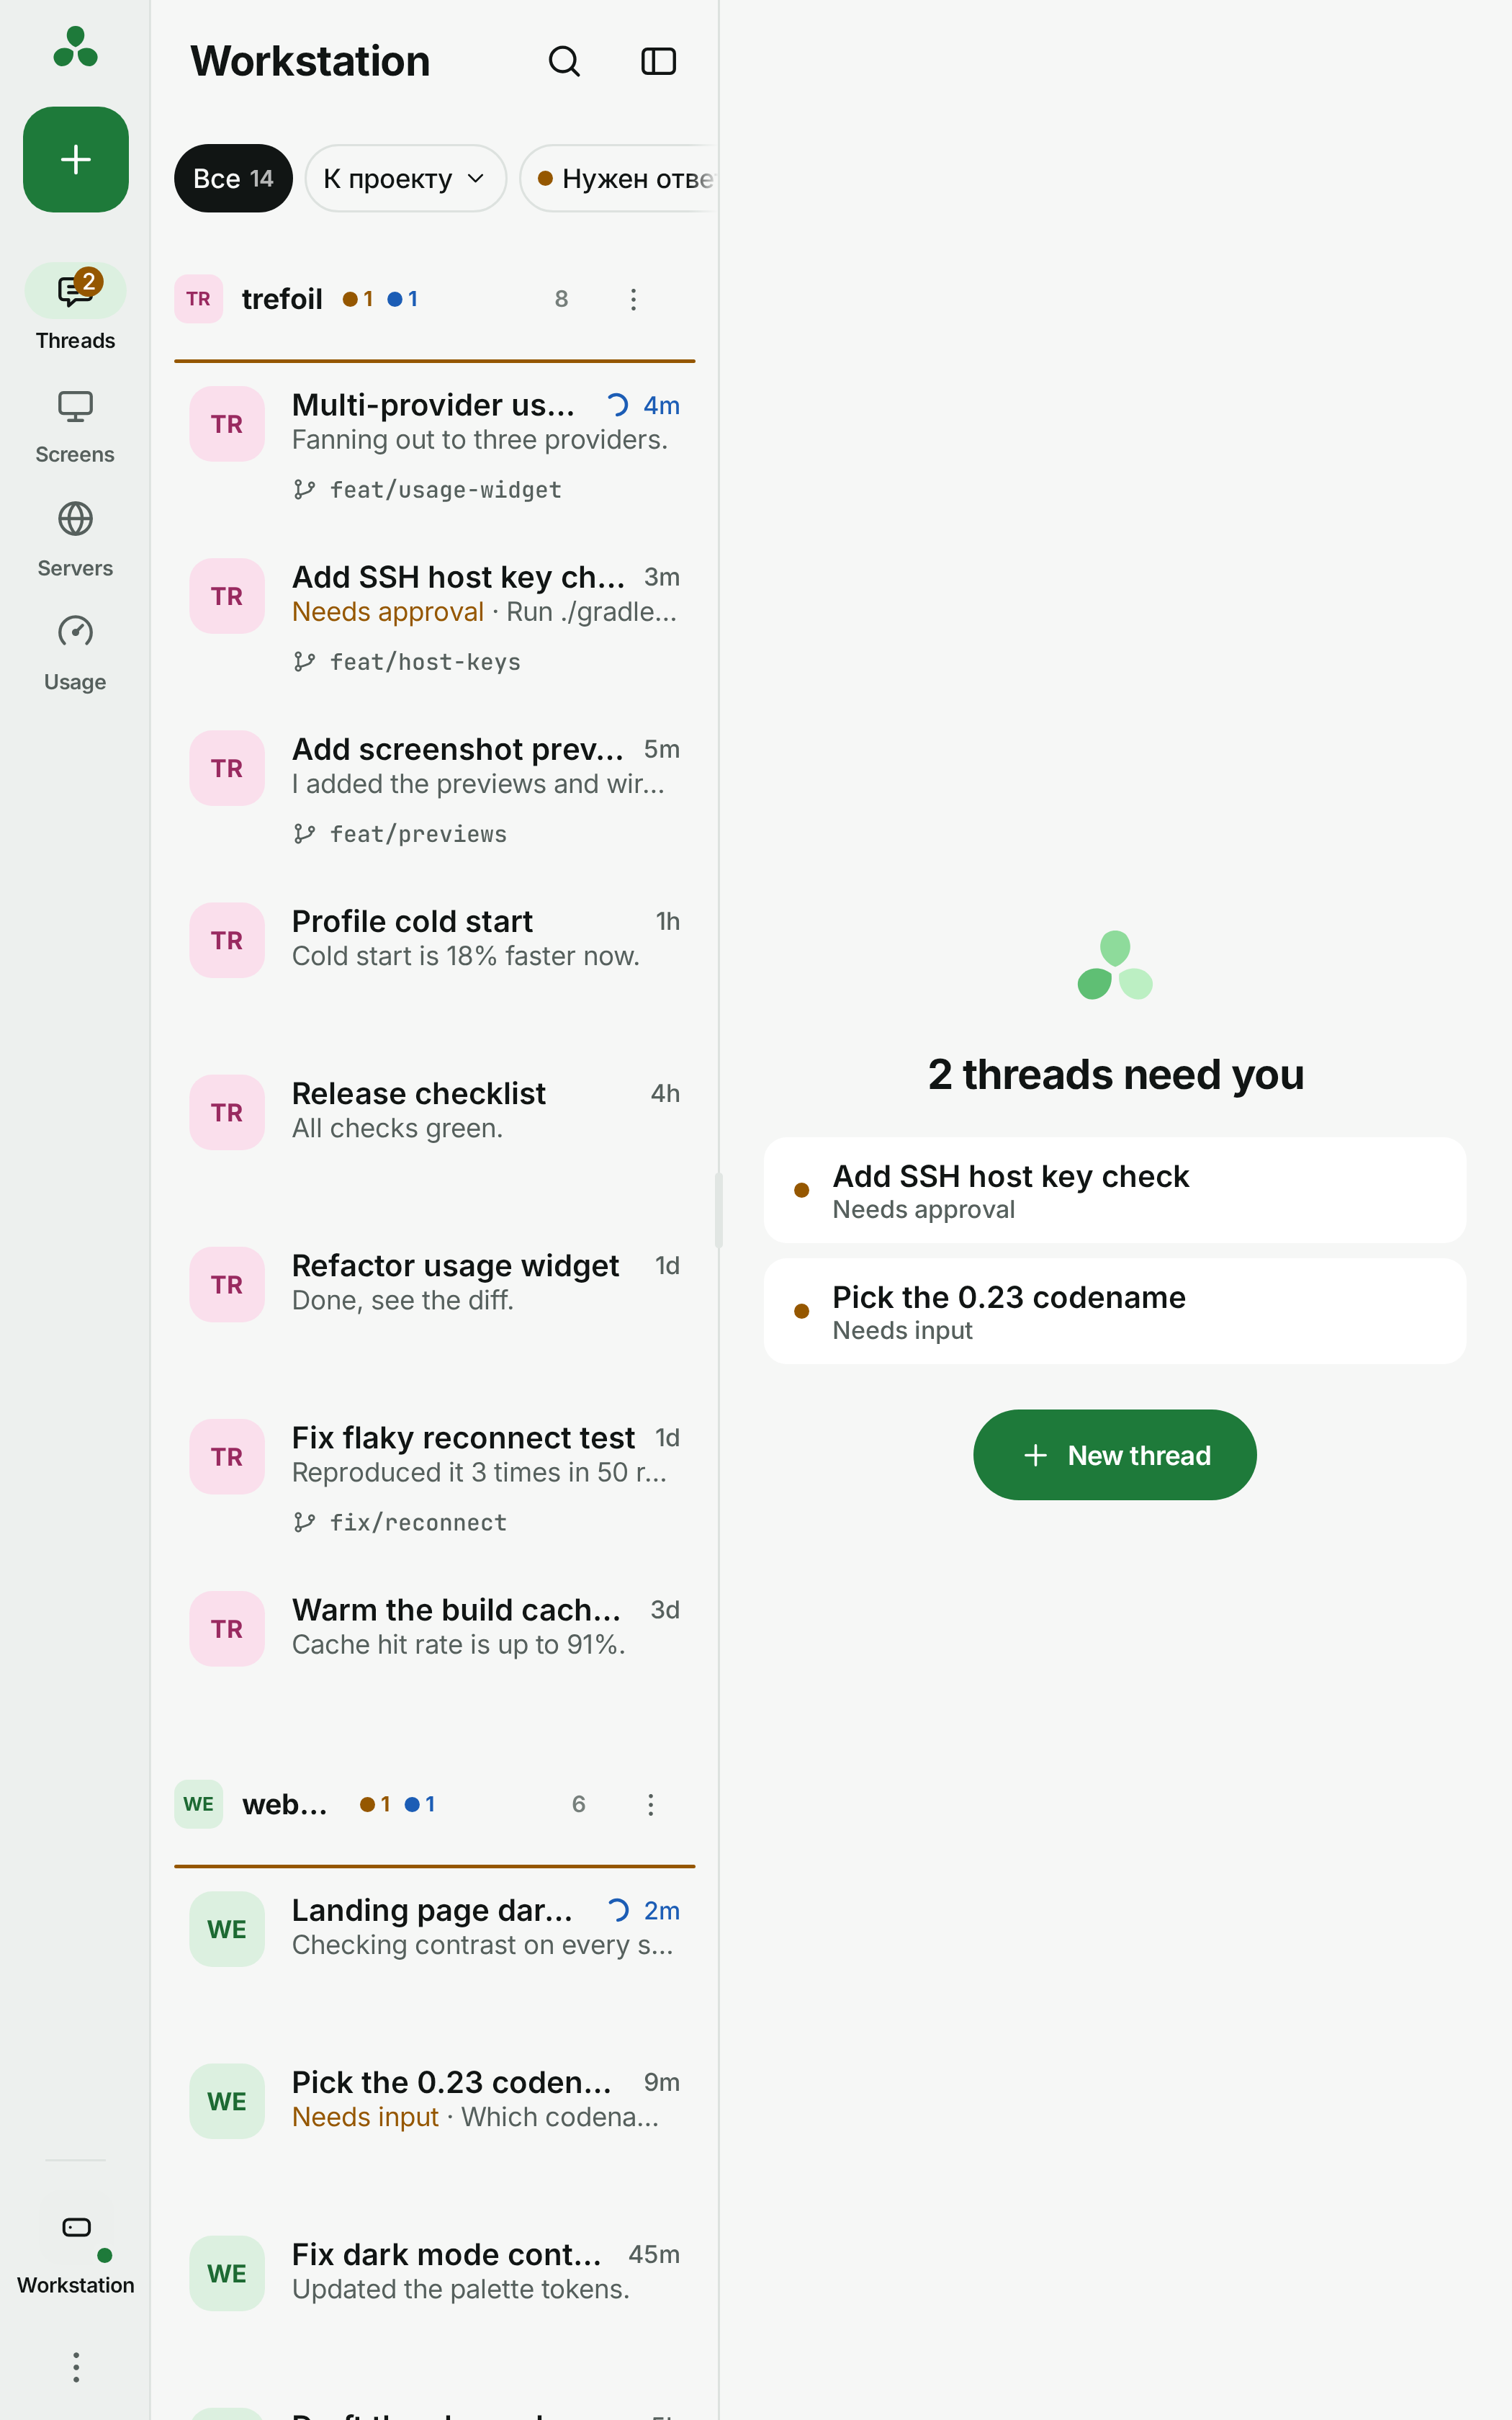 Workstation
Все 14
К проекту
Нужен отве
2
Threads
Screens
Servers
Usage
Workstation
TR trefoil 1 1 8
TR Multi-provider us... 4m
Fanning out to three providers.
feat/usage-widget
TR Add SSH host key ch... 3m
Needs approval · Run ./gradle...
feat/host-keys
TR Add screenshot prev... 5m
I added the previews and wir...
feat/previews
TR Profile cold start 1h
Cold start is 18% faster now.
TR Release checklist 4h
All checks green.
TR Refactor usage widget 1d
Done, see the diff.
TR Fix flaky reconnect test 1d
Reproduced it 3 times in 50 r...
fix/reconnect
TR Warm the build cach... 3d
Cache hit rate is up to 91%.
WE web... 1 1 6
WE Landing page dar... 2m
Checking contrast on every s...
WE Pick the 0.23 coden... 9m
Needs input · Which codena...
WE Fix dark mode cont... 45m
Updated the palette tokens.
2 threads need you
Add SSH host key check
Needs approval
Pick the 0.23 codename
Needs input
New thread